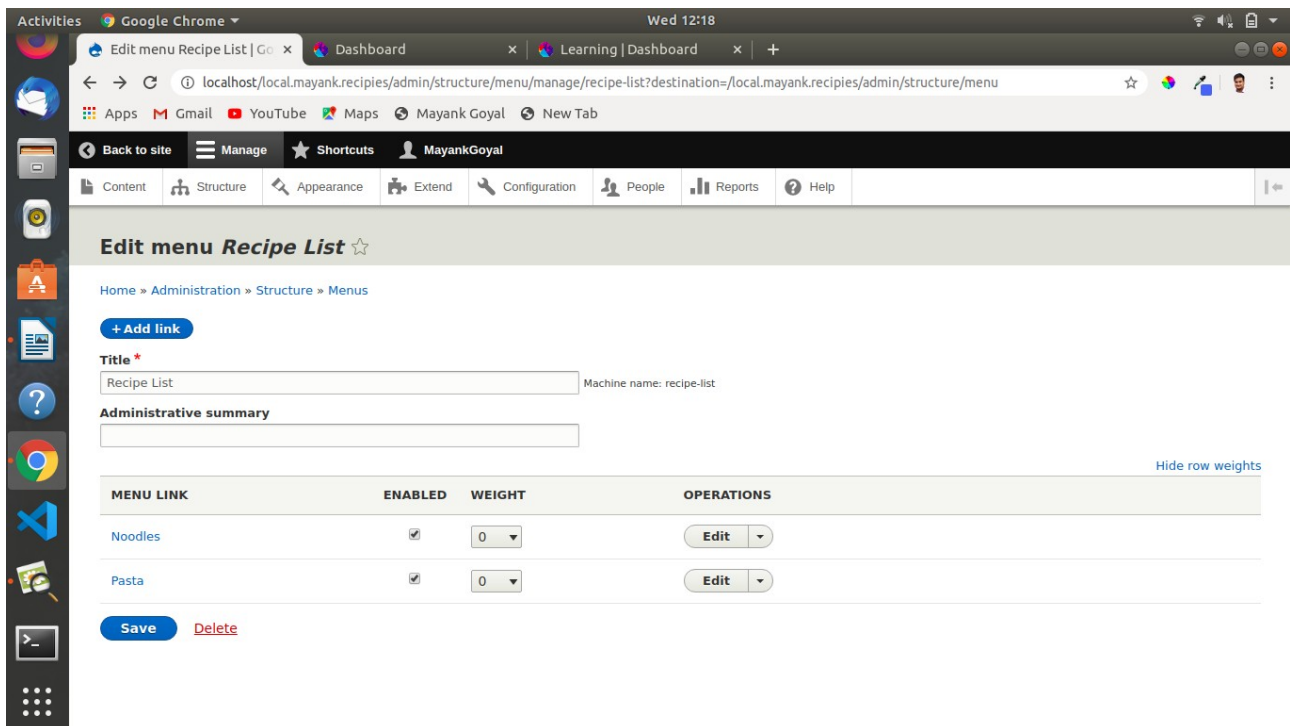 Activities Google Chrome Wed 12:18
Edit menu Recipe List | Go Dashboard Learning | Dashboard
localhost/local.mayank.recipies/admin/structure/menu/manage/recipe-list?destination=/local.mayank.recipies/admin/structure/menu
Apps Gmail YouTube Maps Mayank Goyal New Tab
Back to site Manage Shortcuts MayankGoyal
Content Structure Appearance Extend Configuration People Reports Help
Edit menu Recipe List
Home » Administration » Structure » Menus
+ Add link
Title *
Recipe List Machine name: recipe-list
Administrative summary
Hide row weights
MENU LINK ENABLED WEIGHT OPERATIONS
Noodles 0 Edit
Pasta 0 Edit
Save Delete